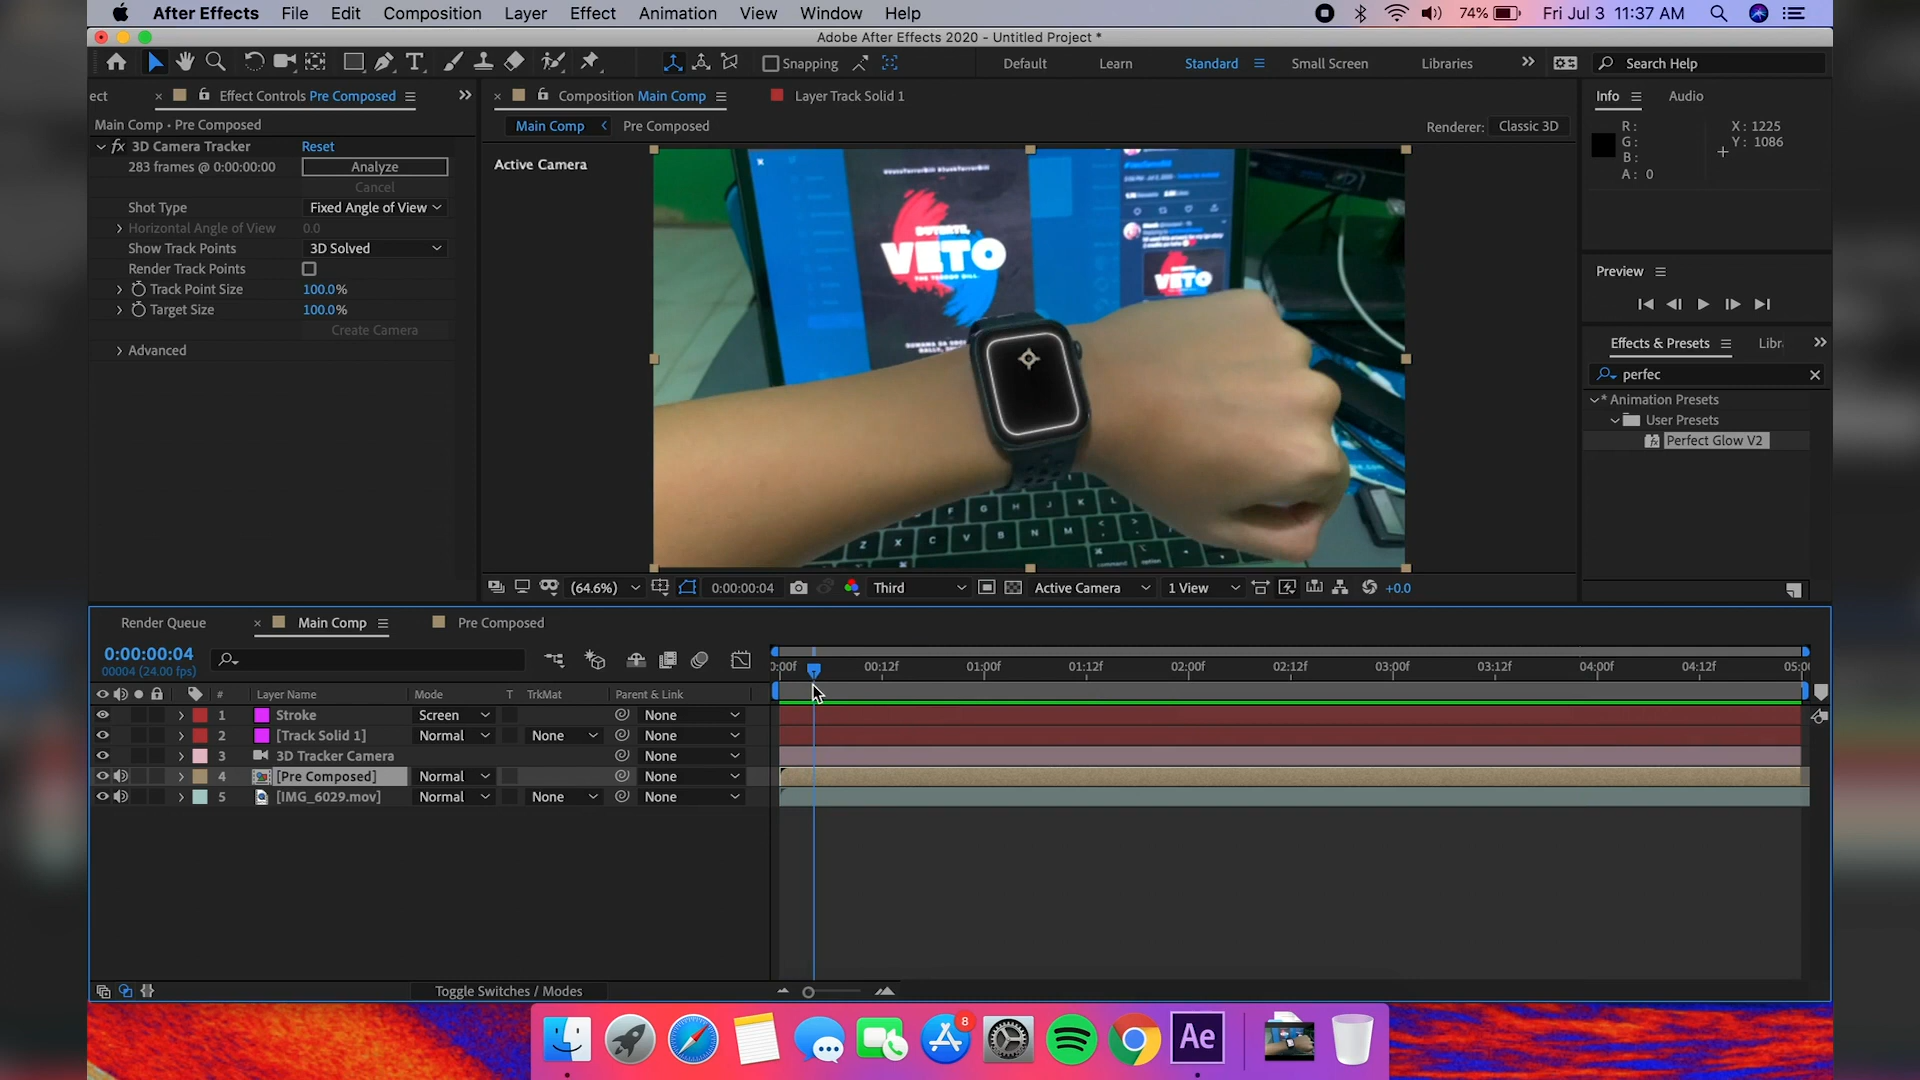 After Effects File Edit Composition Layer Effect Animation View Window Help 74% Fri Jul 3 11:37 AM
Adobe After Effects 2020 - Untitled Project *
Snapping Default Learn Standard Small Screen Libraries Search Help
ect Effect Controls Pre Composed Composition Main Comp Layer Track Solid 1 Info Audio
Main Comp • Pre Composed
Main Comp Pre Composed Renderer: Classic 3D
R: X: 1225
G: Y: 1086
B:
A: 0
fx 3D Camera Tracker Reset
283 frames @ 0:00:00:00 Analyze
Cancel
Shot Type Fixed Angle of View
Horizontal Angle of View 0.0
Show Track Points 3D Solved
Render Track Points
Track Point Size 100.0%
Target Size 100.0%
Create Camera
Advanced
Active Camera
DUTERTE,
VETO
THE TERROR BILL.
VETO
Preview
Effects & Presets Libr
perfec
* Animation Presets
User Presets
Perfect Glow V2
(64.6%) 0:00:00:04 Third Active Camera 1 View +0.0
Render Queue Main Comp Pre Composed
0:00:00:04
00004 (24.00 fps)
0:00f 00:12f 01:00f 01:12f 02:00f 02:12f 03:00f 03:12f 04:00f 04:12f 05:0
# Layer Name Mode T TrkMat Parent & Link
1 Stroke Screen None
2 [Track Solid 1] Normal None None
3 3D Tracker Camera None
4 [Pre Composed] Normal None
5 [IMG_6029.mov] Normal None None
Toggle Switches / Modes
8
Ae